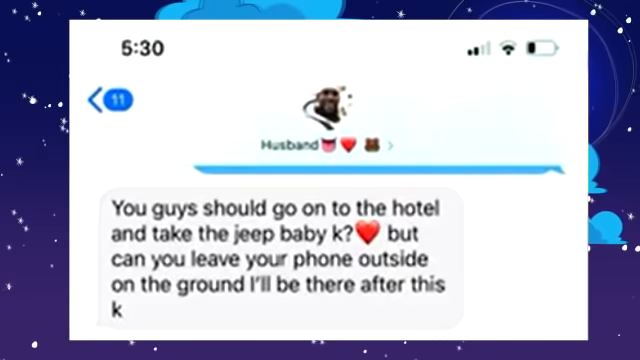 5:30
11
Husband👅❤️🐻 >
You guys should go on to the hotel
and take the jeep baby k?❤️ but
can you leave your phone outside
on the ground I'll be there after this
k